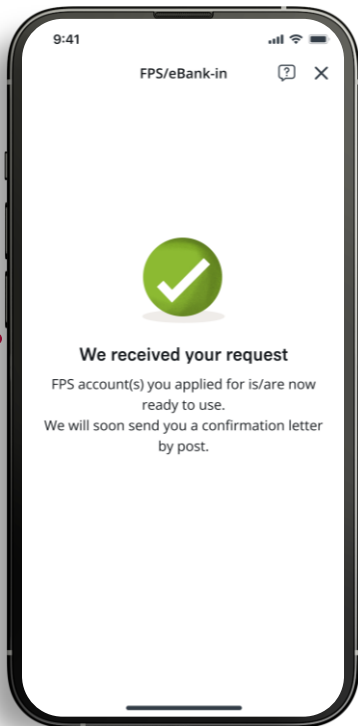 9:41
FPS/eBank-in
?
We received your request
FPS account(s) you applied for is/are now
ready to use.
We will soon send you a confirmation letter
by post.